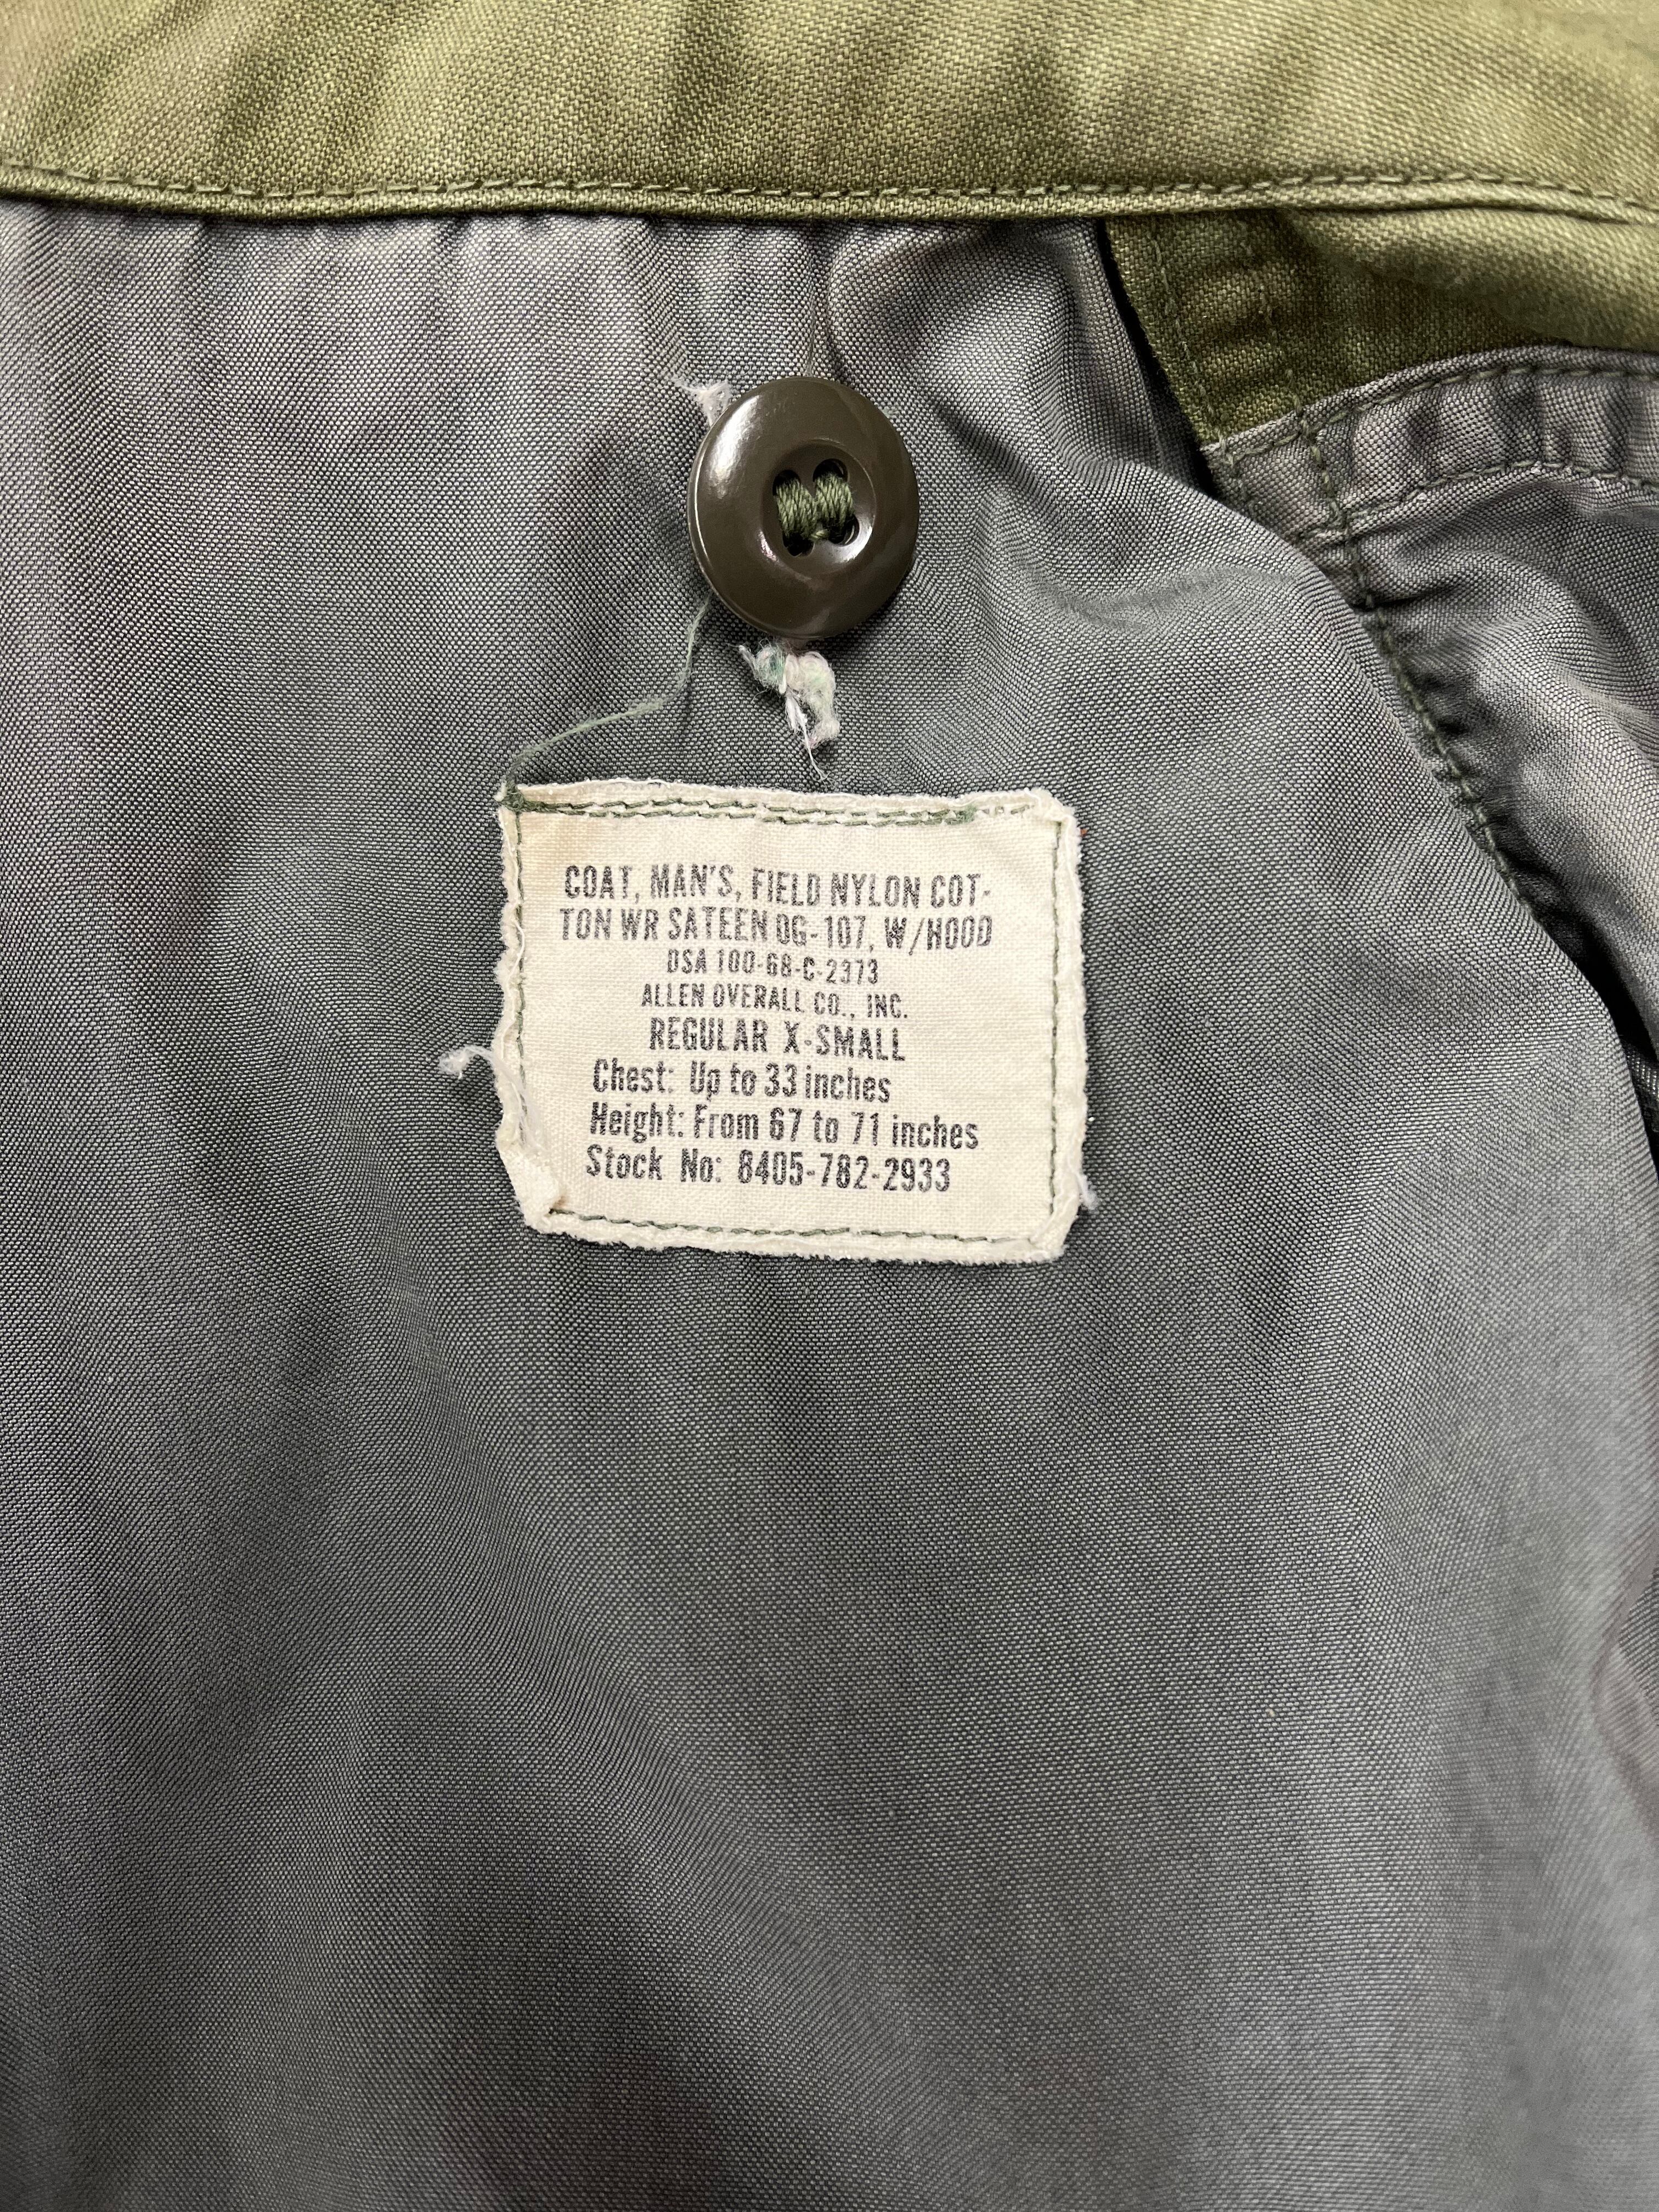 COAT, MAN'S, FIELD NYLON COT-
TON WR SATEEN OG-107, W/HOOD
DSA 100-68-C-2373
ALLEN OVERALL CO., INC.
REGULAR X-SMALL
Chest: Up to 33 inches
Height: From 67 to 71 inches
Stock No: 8405-782-2933